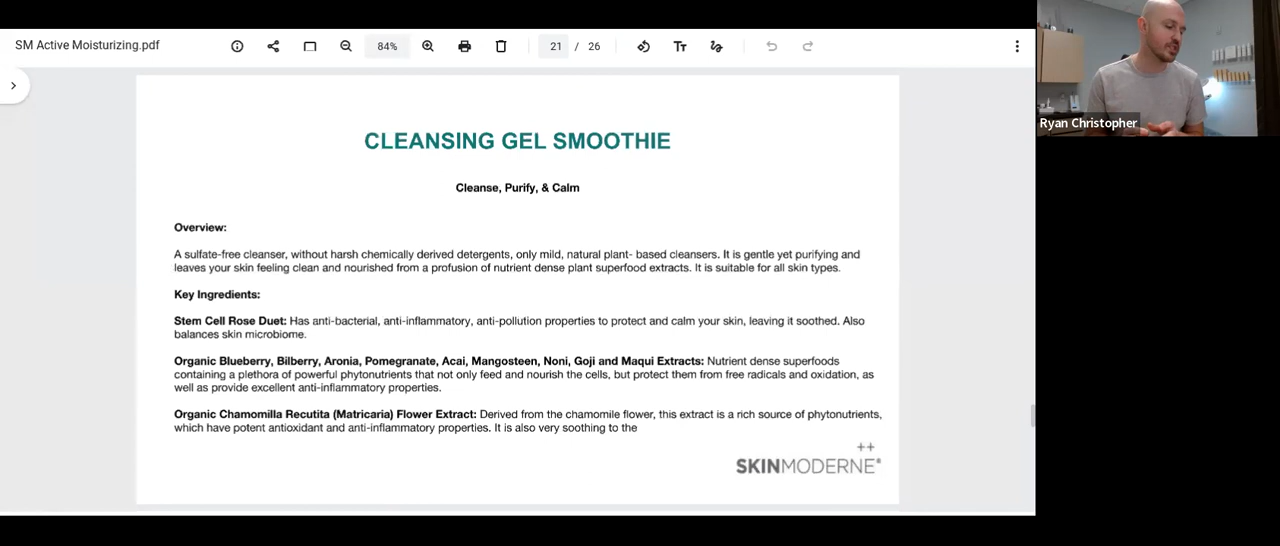 SM Active Moisturizing.pdf
84%
21 / 26
Ryan Christopher
CLEANSING GEL SMOOTHIE
Cleanse, Purify, & Calm
Overview:
A sulfate-free cleanser, without harsh chemically derived detergents, only mild, natural plant- based cleansers. It is gentle yet purifying and
leaves your skin feeling clean and nourished from a profusion of nutrient dense plant superfood extracts. It is suitable for all skin types.
Key Ingredients:
Stem Cell Rose Duet: Has anti-bacterial, anti-inflammatory, anti-pollution properties to protect and calm your skin, leaving it soothed. Also
balances skin microbiome.
Organic Blueberry, Bilberry, Aronia, Pomegranate, Acai, Mangosteen, Noni, Goji and Maqui Extracts: Nutrient dense superfoods
containing a plethora of powerful phytonutrients that not only feed and nourish the cells, but protect them from free radicals and oxidation, as
well as provide excellent anti-inflammatory properties.
Organic Chamomilla Recutita (Matricaria) Flower Extract: Derived from the chamomile flower, this extract is a rich source of phytonutrients,
which have potent antioxidant and anti-inflammatory properties. It is also very soothing to the
++
SKINMODERNE®